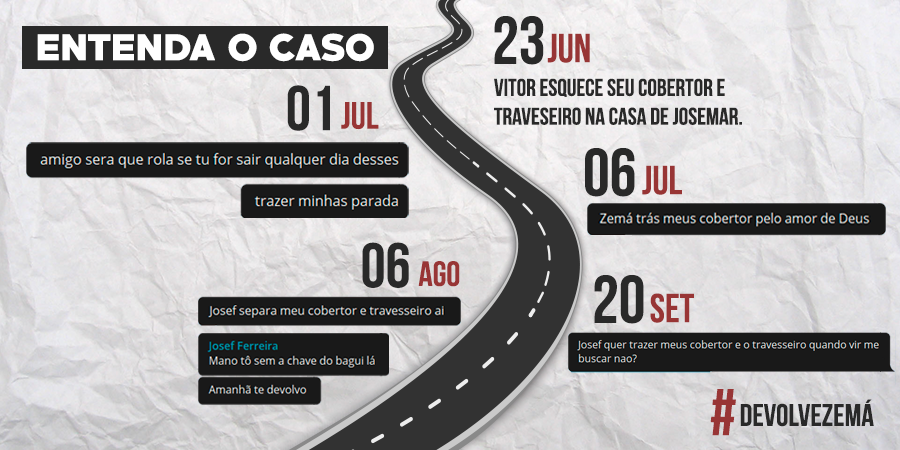 ENTENDA O CASO
23 JUN
VITOR ESQUECE SEU COBERTOR E
TRAVESEIRO NA CASA DE JOSEMAR.
01 JUL
amigo sera que rola se tu for sair qualquer dia desses
trazer minhas parada
06 JUL
Zemá trás meus cobertor pelo amor de Deus
06 AGO
Josef separa meu cobertor e travesseiro ai
Josef Ferreira
Mano tô sem a chave do bagui lá
Amanhã te devolvo
20 SET
Josef quer trazer meus cobertor e o travesseiro quando vir me
buscar nao?
#DEVOLVEZEMÁ